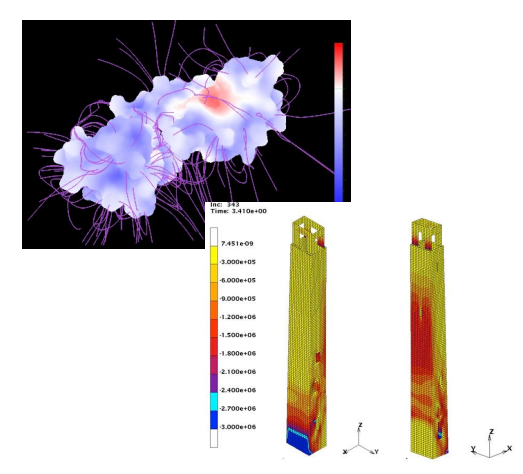 Inc: 343
Time: 3.410e+00
7.451e-09
-3.000e+05
-6.000e+05
-9.000e+05
-1.200e+06
-1.500e+06
-1.800e+06
-2.100e+06
-2.400e+06
-2.700e+06
-3.000e+06
Z
X
Y
Z
Y
X